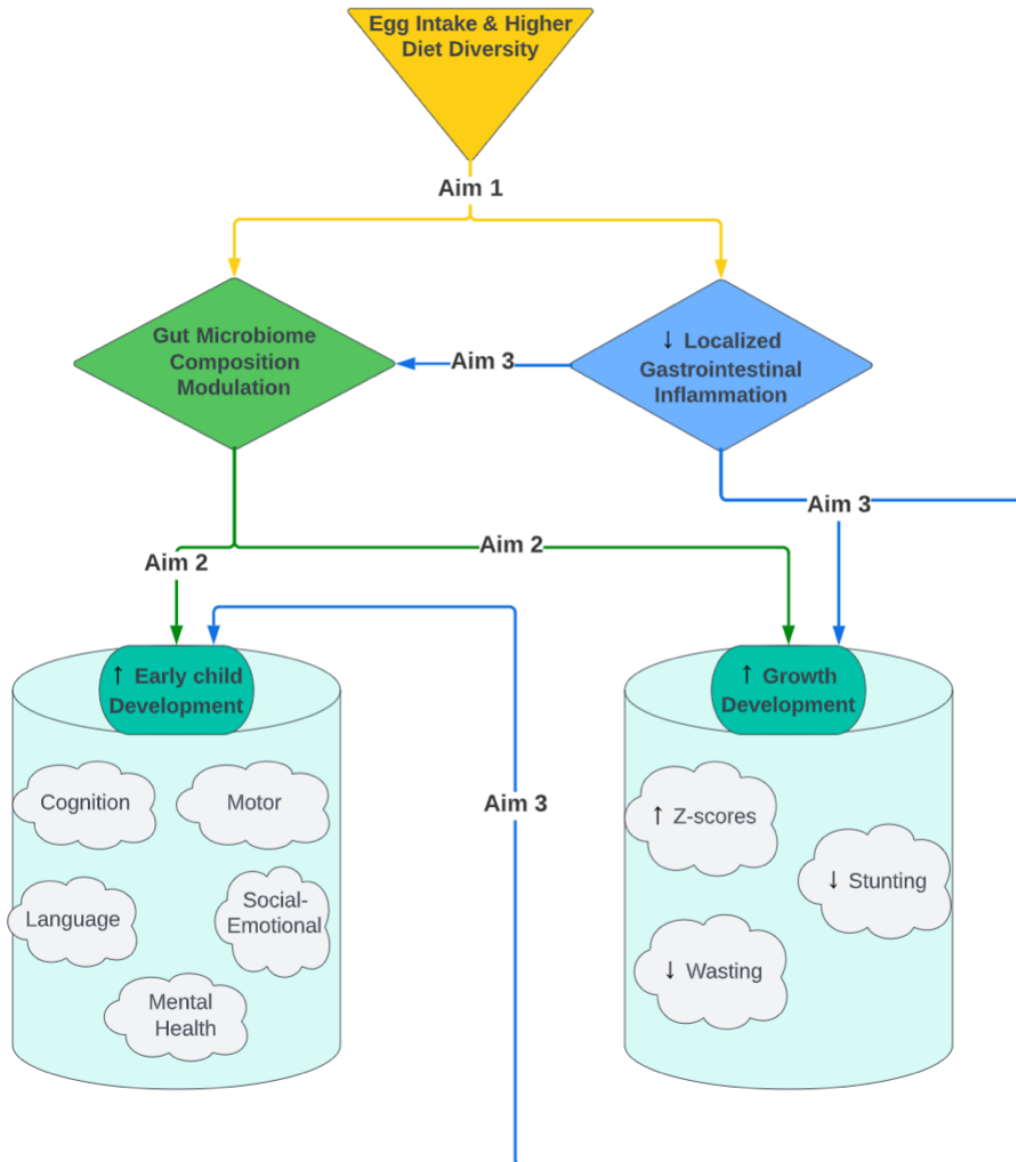 Egg Intake & Higher
Diet Diversity
Aim 1
Gut Microbiome
Composition
Modulation
Aim 3
↓ Localized
Gastrointestinal
Inflammation
Aim 3
Aim 2
Aim 2
↑ Early child
Development
↑ Growth
Development
Cognition
Motor
Language
Social-
Emotional
Mental
Health
Aim 3
↑ Z-scores
↓ Stunting
↓ Wasting